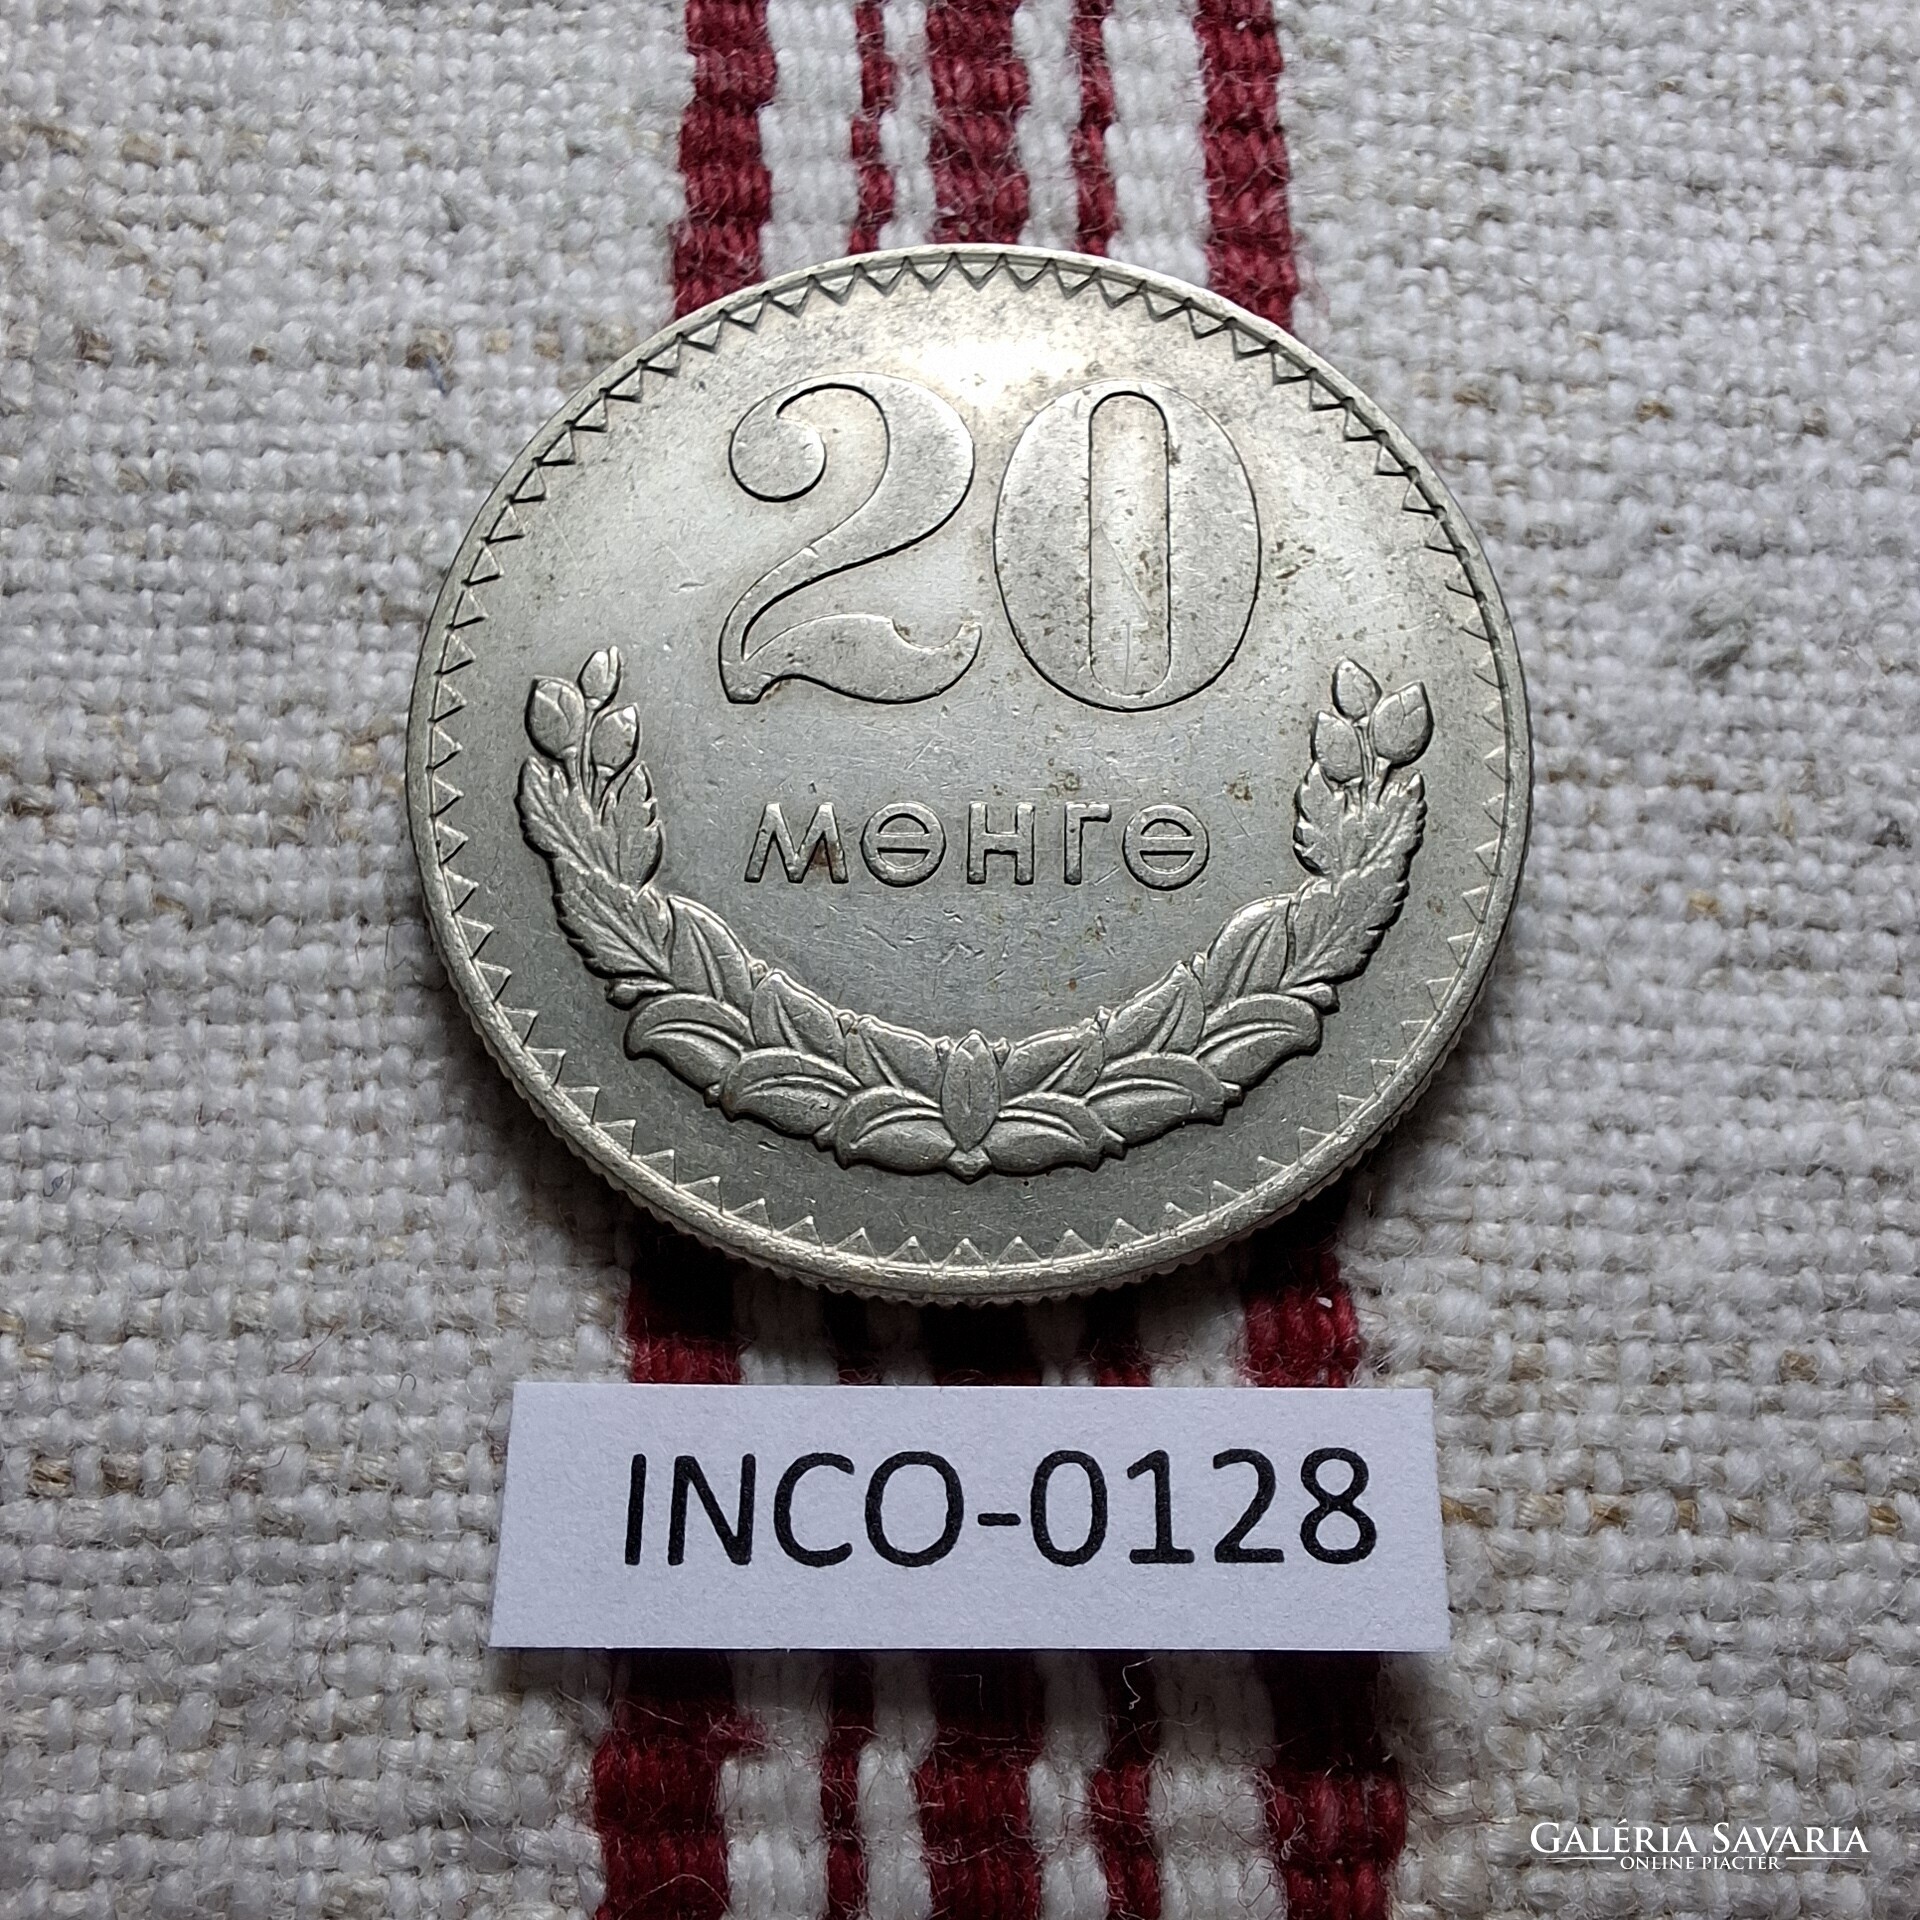 20
мөнгө
INCO-0128
GALÉRIA SAVARIA
ONLINE PIACTÉR